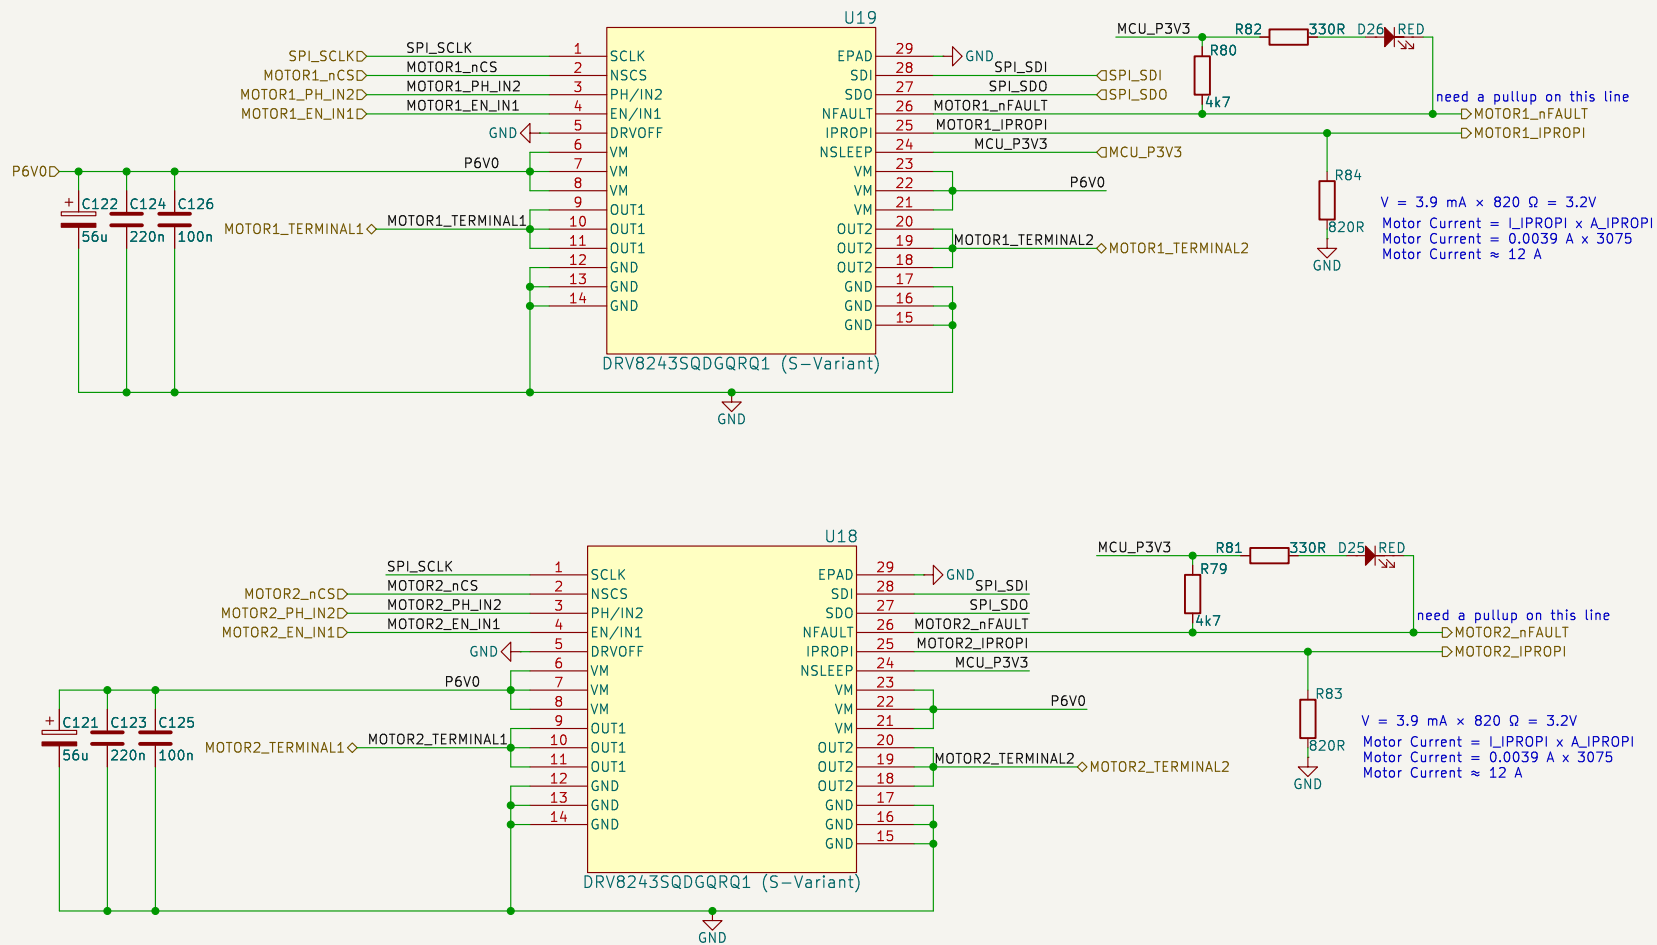 U19
SPI_SCLK SPI_SCLK 1 SCLK EPAD 29 GND
MOTOR1_nCS MOTOR1_nCS 2 NSCS SDI 28 SPI_SDI SPI_SDI
MOTOR1_PH_IN2 MOTOR1_PH_IN2 3 PH/IN2 SDO 27 SPI_SDO SPI_SDO
MOTOR1_EN_IN1 MOTOR1_EN_IN1 4 EN/IN1 NFAULT 26 MOTOR1_nFAULT MOTOR1_nFAULT
GND 5 DRVOFF IPROPI 25 MOTOR1_IPROPI MOTOR1_IPROPI
6 VM NSLEEP 24 MCU_P3V3 MCU_P3V3
P6V0 P6V0 7 VM VM 23
8 VM VM 22 P6V0
9 OUT1 VM 21
MOTOR1_TERMINAL1 MOTOR1_TERMINAL1 10 OUT1 OUT2 20
11 OUT1 OUT2 19 MOTOR1_TERMINAL2 MOTOR1_TERMINAL2
12 GND OUT2 18
13 GND GND 17
14 GND GND 16
GND 15
DRV8243SQDGQRQ1 (S-Variant)
GND
C122 C124 C126
56u 220n 100n
+
MCU_P3V3 R82 330R D26 RED
R80
4k7
need a pullup on this line
R84
820R
GND
V = 3.9 mA × 820 Ω = 3.2V
Motor Current = I_IPROPI x A_IPROPI
Motor Current = 0.0039 A x 3075
Motor Current ≈ 12 A
U18
SPI_SCLK 1 SCLK EPAD 29 GND
MOTOR2_nCS MOTOR2_nCS 2 NSCS SDI 28 SPI_SDI
MOTOR2_PH_IN2 MOTOR2_PH_IN2 3 PH/IN2 SDO 27 SPI_SDO
MOTOR2_EN_IN1 MOTOR2_EN_IN1 4 EN/IN1 NFAULT 26 MOTOR2_nFAULT MOTOR2_nFAULT
GND 5 DRVOFF IPROPI 25 MOTOR2_IPROPI MOTOR2_IPROPI
6 VM NSLEEP 24 MCU_P3V3
P6V0 7 VM VM 23
8 VM VM 22 P6V0
9 OUT1 VM 21
MOTOR2_TERMINAL1 MOTOR2_TERMINAL1 10 OUT1 OUT2 20
11 OUT1 OUT2 19 MOTOR2_TERMINAL2 MOTOR2_TERMINAL2
12 GND OUT2 18
13 GND GND 17
14 GND GND 16
GND 15
DRV8243SQDGQRQ1 (S-Variant)
GND
C121 C123 C125
56u 220n 100n
+
MCU_P3V3 R81 330R D25 RED
R79
4k7
need a pullup on this line
R83
820R
GND
V = 3.9 mA × 820 Ω = 3.2V
Motor Current = I_IPROPI x A_IPROPI
Motor Current = 0.0039 A x 3075
Motor Current ≈ 12 A